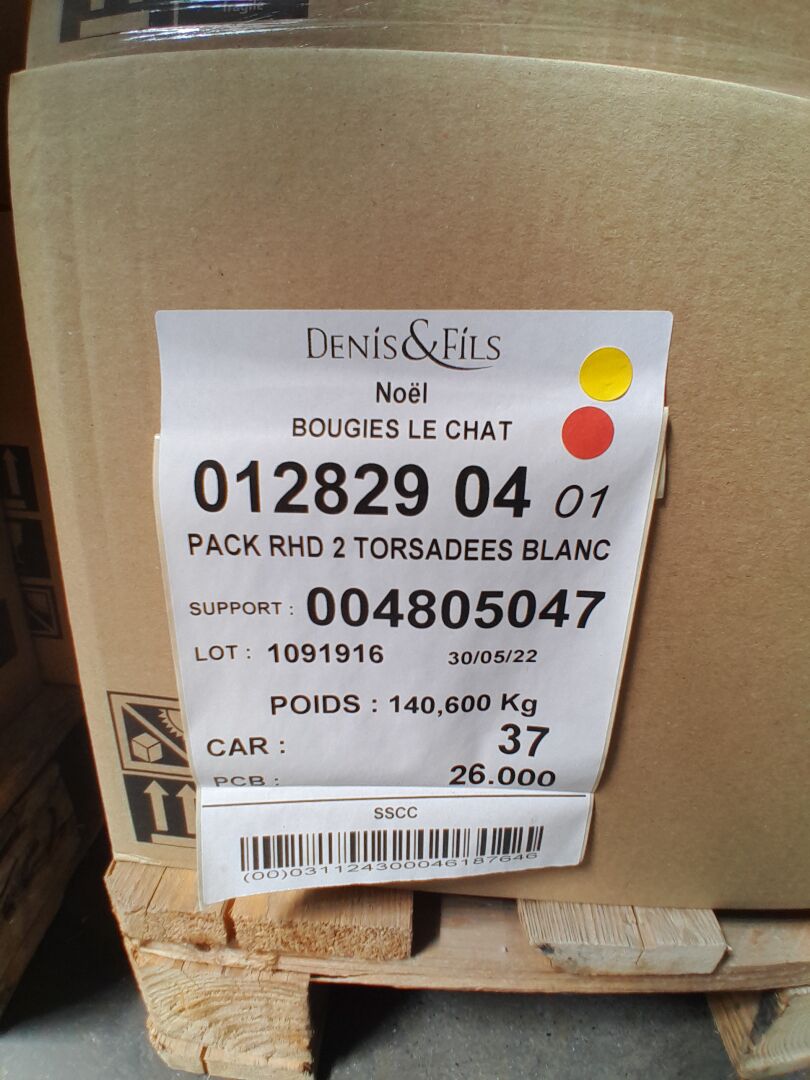 fragile
DENIS&FILS
Noël
BOUGIES LE CHAT
012829 04 01
PACK RHD 2 TORSADEES BLANC
SUPPORT : 004805047
LOT : 1091916 30/05/22
POIDS : 140,600 Kg
CAR : 37
PCB : 26.000
SSCC
(00)031124300046187646